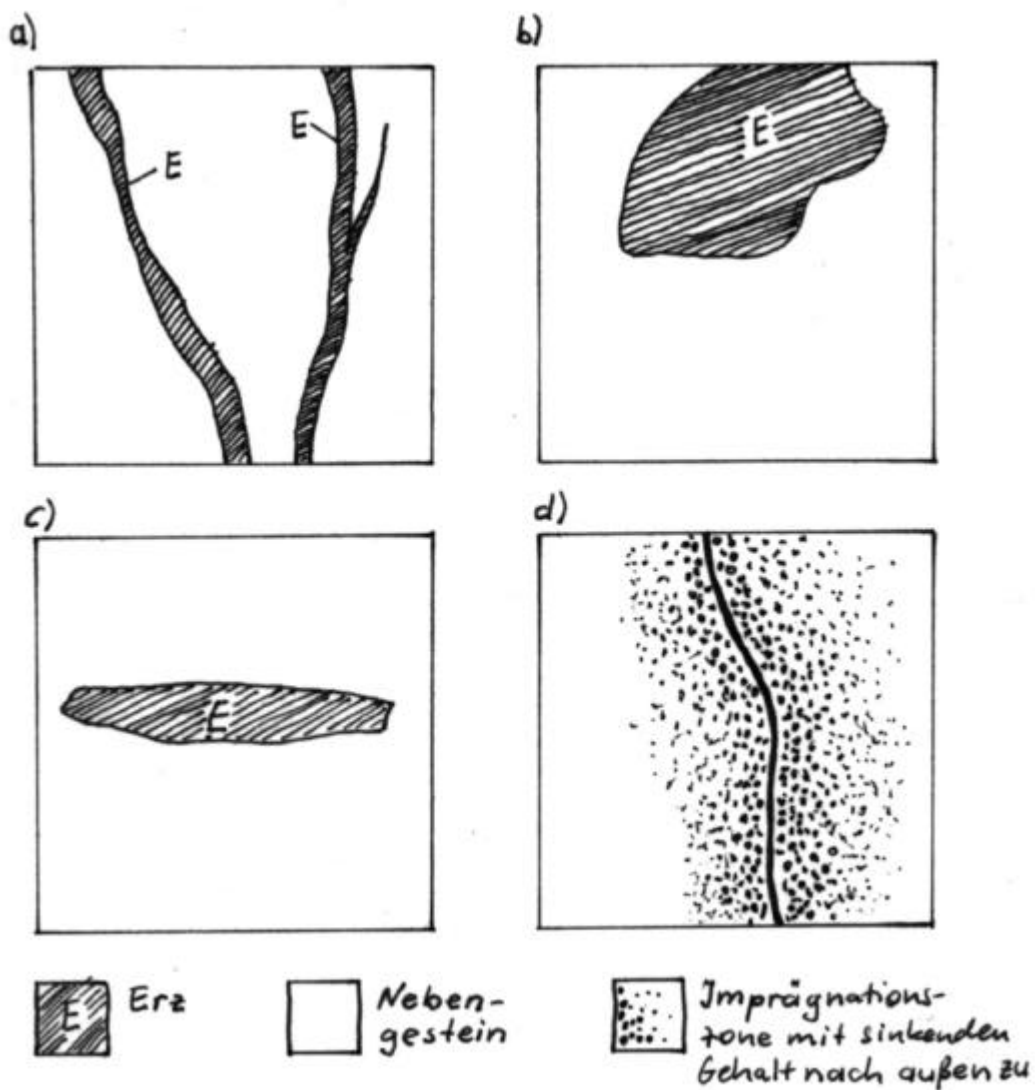 a)
b)
E
E
E
c)
d)
E
E
Erz
Neben-
gestein
Imprägnations-
zone mit sinkenden
Gehalt nach außen zu